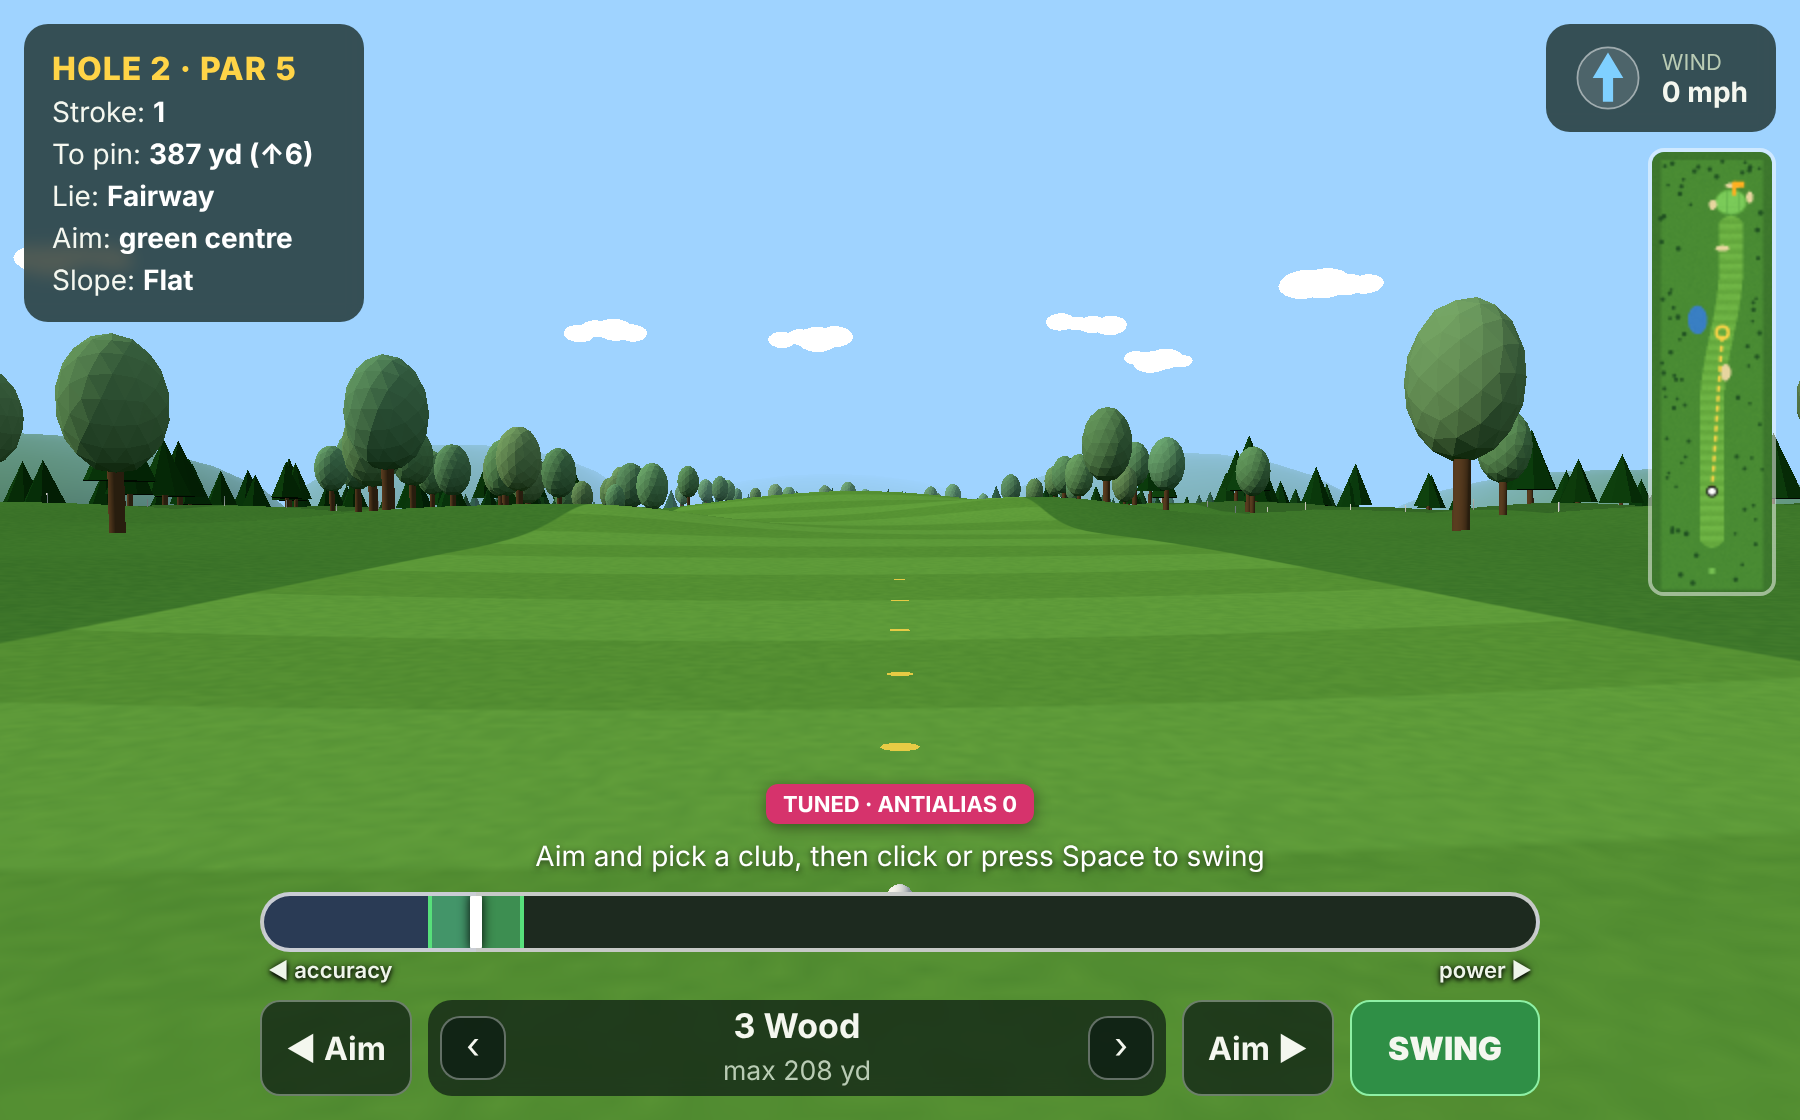 HOLE 2 · PAR 5
Stroke: 1
To pin: 387 yd (↑6)
Lie: Fairway
Aim: green centre
Slope: Flat
WIND
0 mph
TUNED · ANTIALIAS 0
Aim and pick a club, then click or press Space to swing
◀ accuracy
power ▶
◀ Aim
‹
3 Wood
max 208 yd
›
Aim ▶
SWING